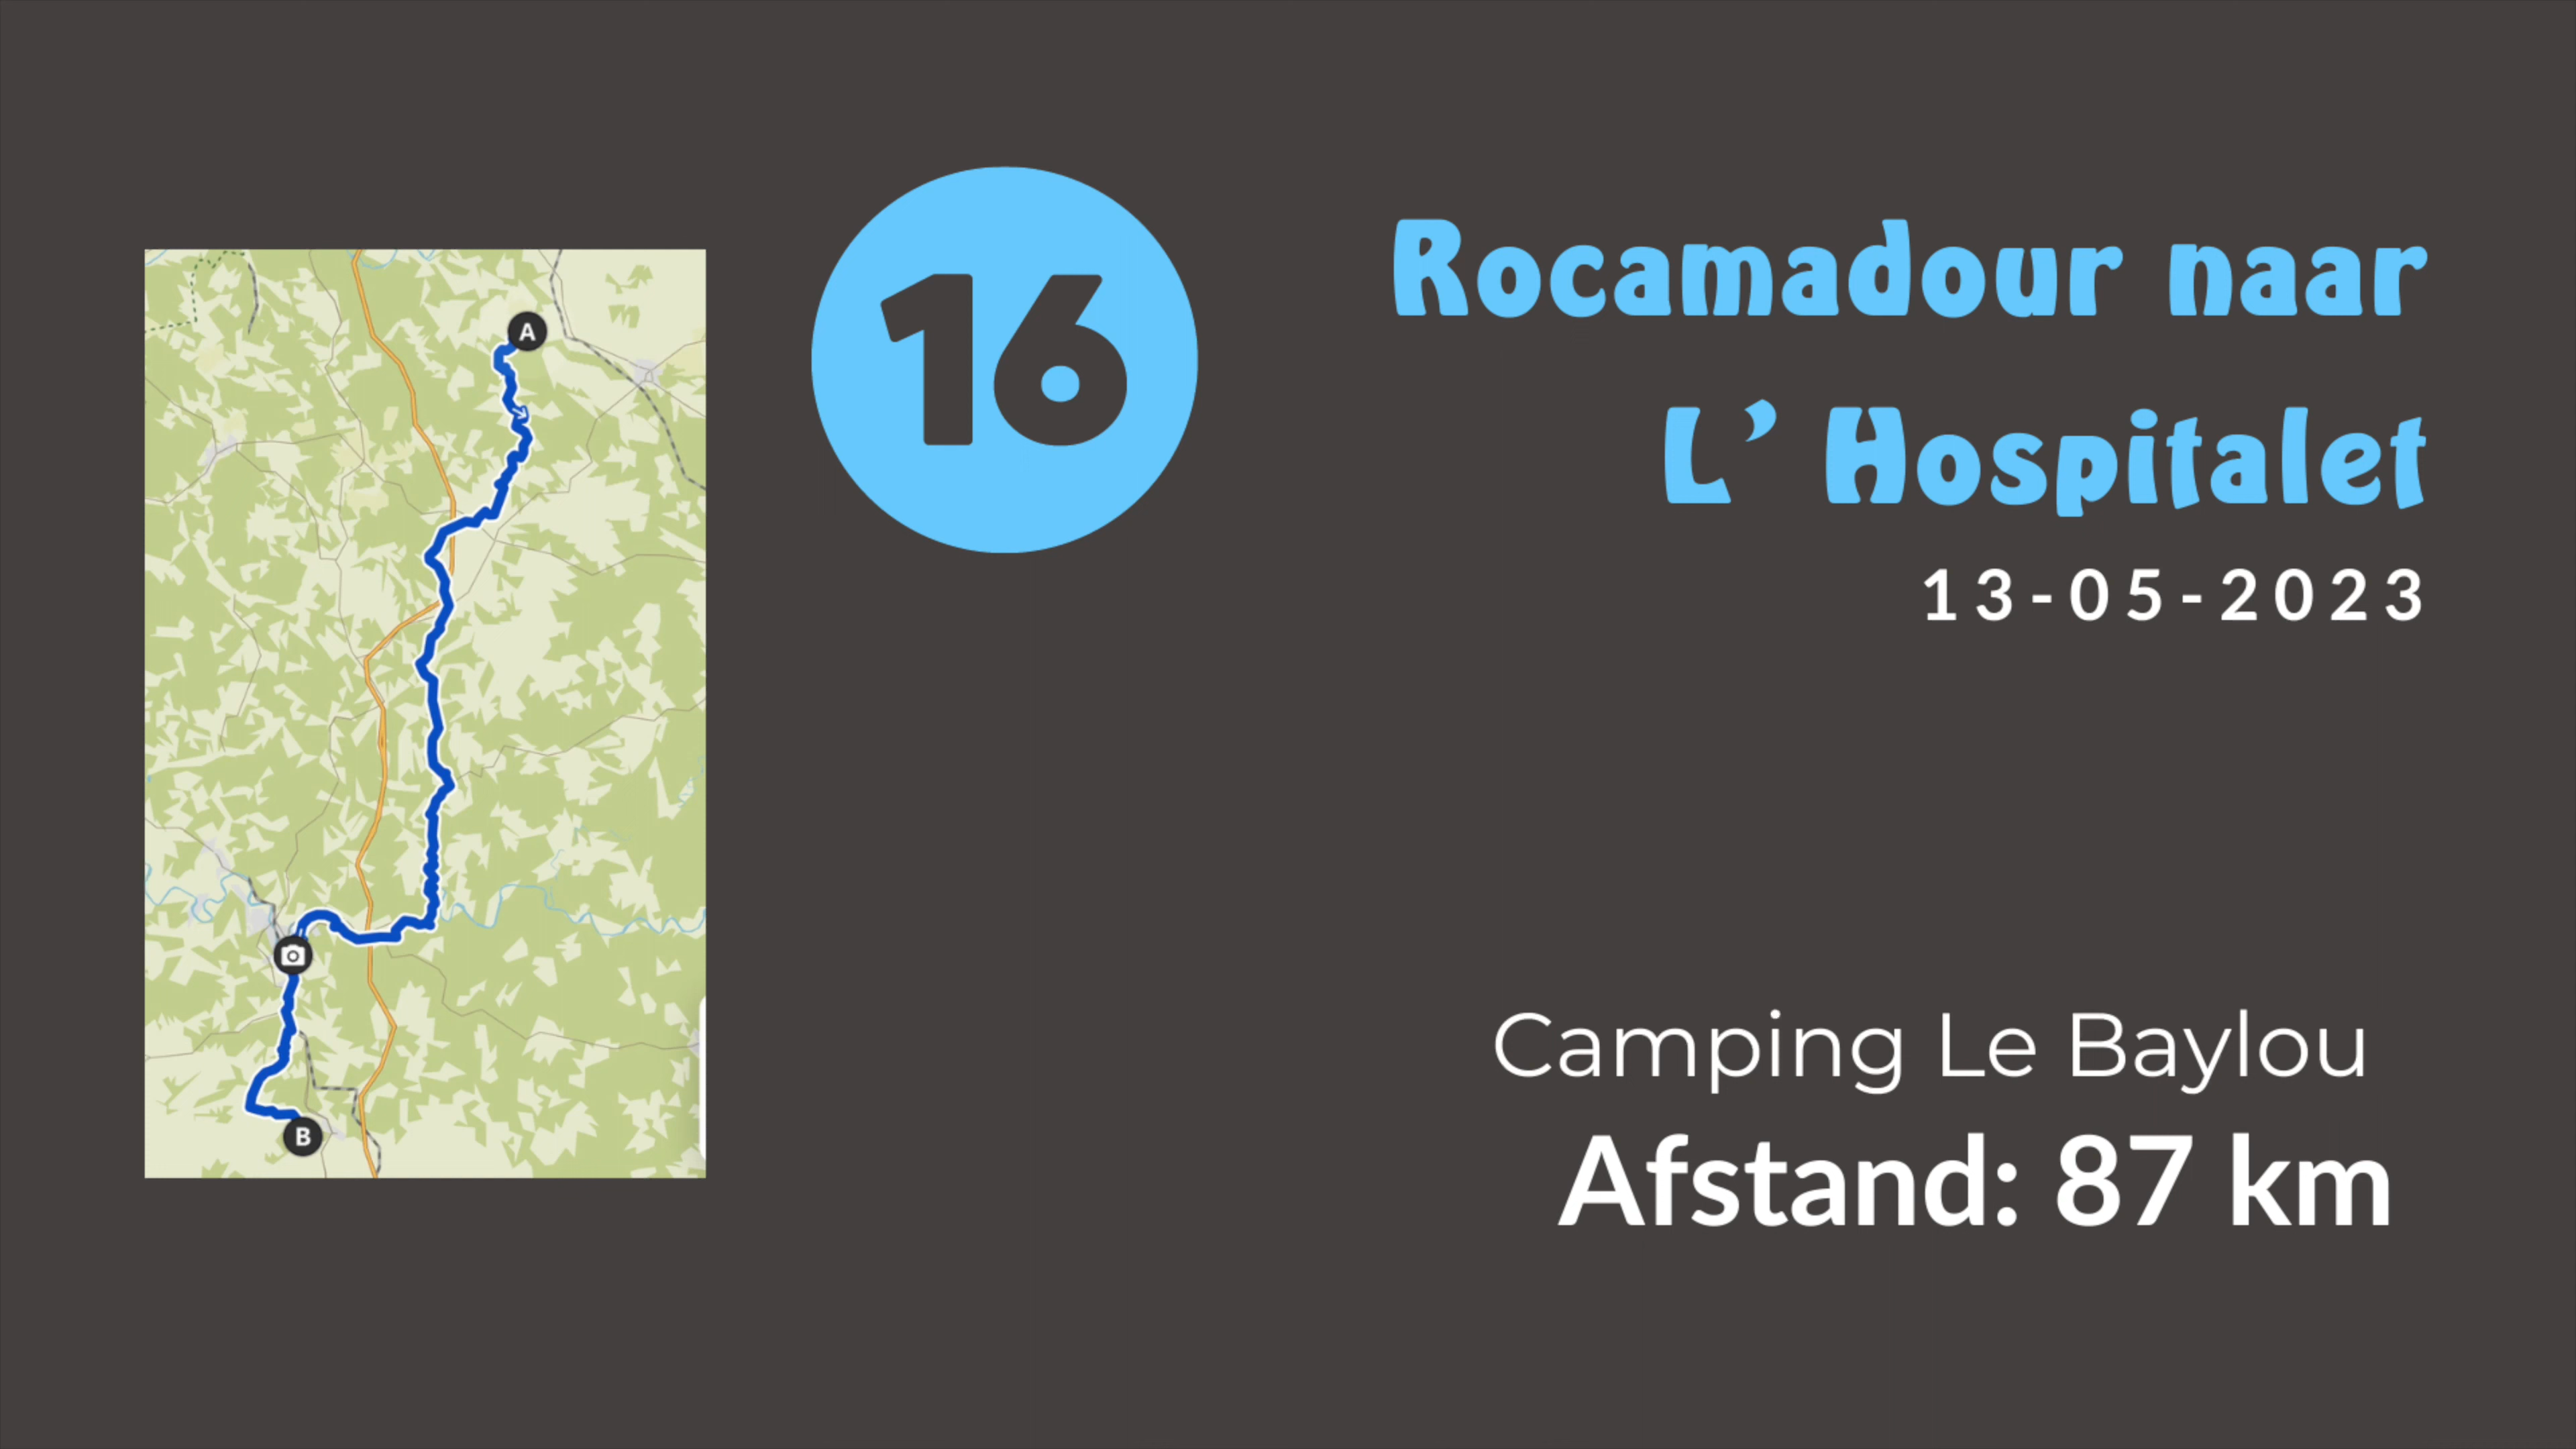 16
Rocamadour naar
L’ Hospitalet
13-05-2023
A
B
Camping Le Baylou
Afstand: 87 km